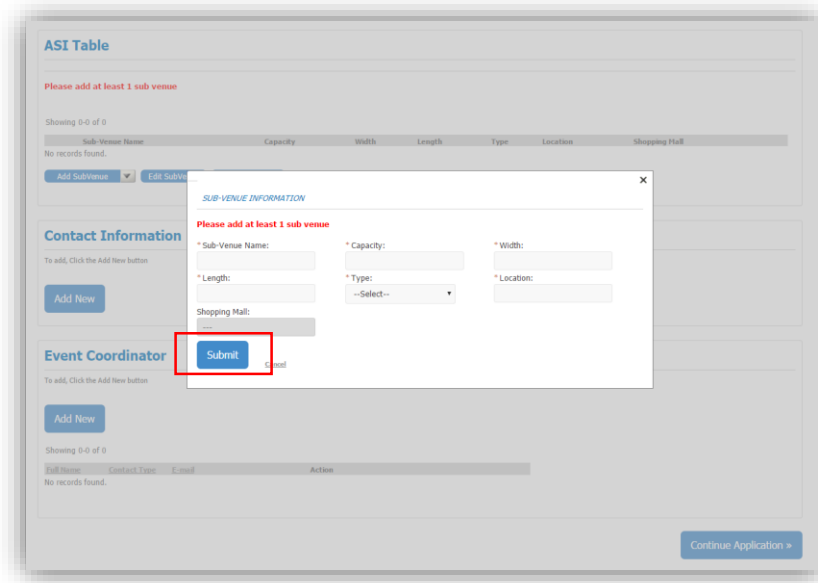 ASI Table
Please add at least 1 sub venue
Showing 0-0 of 0
Sub-Venue Name Capacity Width Length Type Location Shopping Mall
No records found.
Add SubVenue Edit SubVe
×
SUB-VENUE INFORMATION
Please add at least 1 sub venue
* Sub-Venue Name: * Capacity: * Width:
* Length: * Type: * Location:
--Select--
Shopping Mall:
---
Submit Cancel
Contact Information
To add, Click the Add New button
Add New
Event Coordinator
To add, Click the Add New button
Add New
Showing 0-0 of 0
Full Name Contact Type E-mail Action
No records found.
Continue Application »